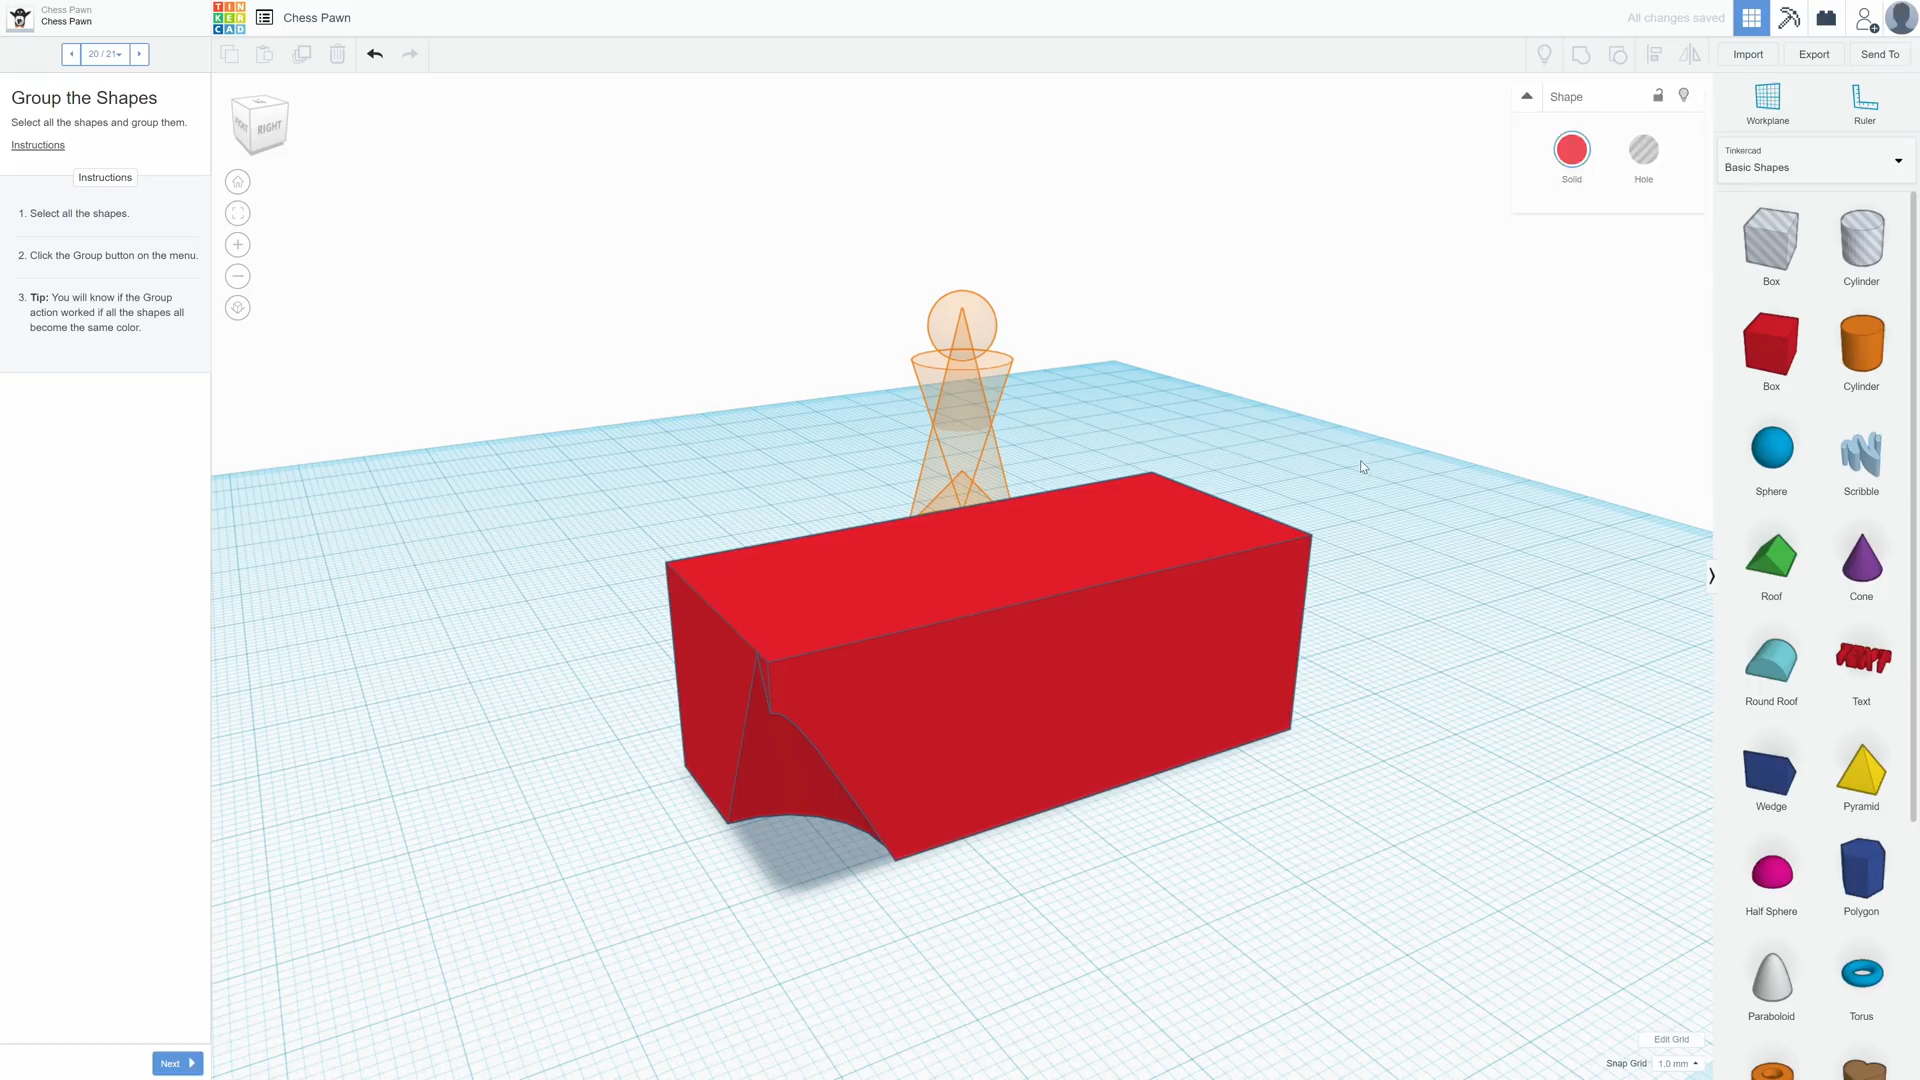 Chess Pawn
Chess Pawn
TIN
KER
CAD
Chess Pawn
All changes saved
20 / 21
Import
Export
Send To
Group the Shapes
Select all the shapes and group them.
Instructions
Instructions
1. Select all the shapes.
2. Click the Group button on the menu.
3. Tip: You will know if the Group
action worked if all the shapes all
become the same color.
Next
RIGHT
Shape
Solid
Hole
Workplane
Ruler
Tinkercad
Basic Shapes
Box
Cylinder
Box
Cylinder
Sphere
Scribble
Roof
Cone
Round Roof
TEXT
Text
Wedge
Pyramid
Half Sphere
Polygon
Paraboloid
Torus
Edit Grid
Snap Grid
1.0 mm